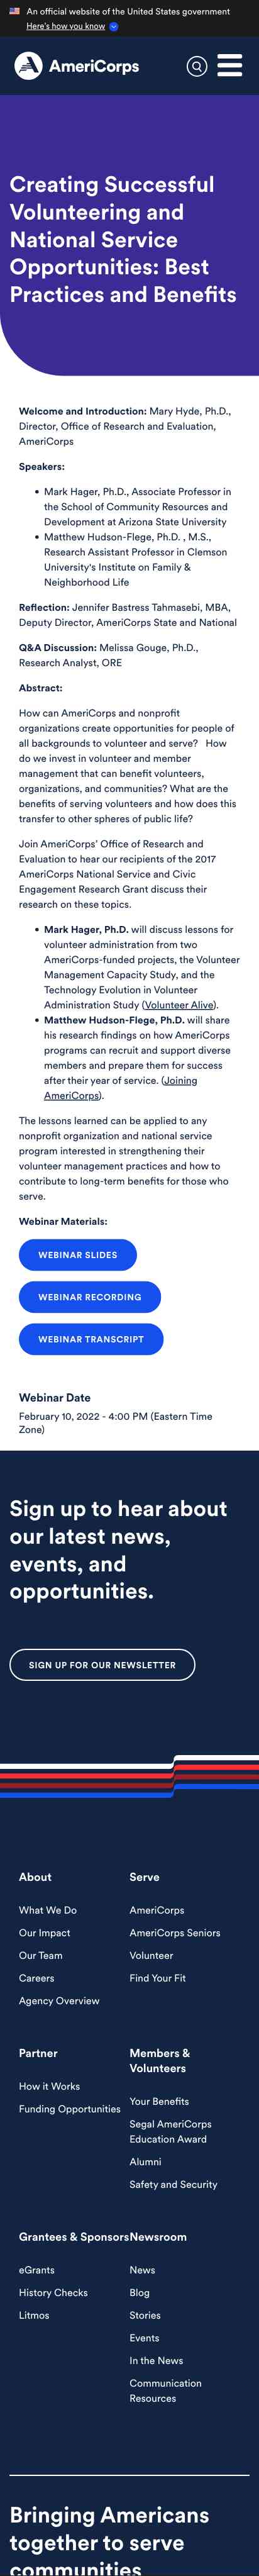 An official website of the United States government
Here's how you know
AmeriCorps
Creating Successful
Volunteering and
National Service
Opportunities: Best
Practices and Benefits
Welcome and Introduction: Mary Hyde, Ph.D.,
Director, Office of Research and Evaluation,
AmeriCorps
Speakers:
• Mark Hager, Ph.D., Associate Professor in
the School of Community Resources and
Development at Arizona State University
• Matthew Hudson-Flege, Ph.D. , M.S.,
Research Assistant Professor in Clemson
University's Institute on Family &
Neighborhood Life
Reflection: Jennifer Bastress Tahmasebi, MBA,
Deputy Director, AmeriCorps State and National
Q&A Discussion: Melissa Gouge, Ph.D.,
Research Analyst, ORE
Abstract:
How can AmeriCorps and nonprofit
organizations create opportunities for people of
all backgrounds to volunteer and serve? How
do we invest in volunteer and member
management that can benefit volunteers,
organizations, and communities? What are the
benefits of serving volunteers and how does this
transfer to other spheres of public life?
Join AmeriCorps' Office of Research and
Evaluation to hear our recipients of the 2017
AmeriCorps National Service and Civic
Engagement Research Grant discuss their
research on these topics.
• Mark Hager, Ph.D. will discuss lessons for
volunteer administration from two
AmeriCorps-funded projects, the Volunteer
Management Capacity Study, and the
Technology Evolution in Volunteer
Administration Study (Volunteer Alive).
• Matthew Hudson-Flege, Ph.D. will share
his research findings on how AmeriCorps
programs can recruit and support diverse
members and prepare them for success
after their year of service. (Joining
AmeriCorps).
The lessons learned can be applied to any
nonprofit organization and national service
program interested in strengthening their
volunteer management practices and how to
contribute to long-term benefits for those who
serve.
Webinar Materials:
WEBINAR SLIDES
WEBINAR RECORDING
WEBINAR TRANSCRIPT
Webinar Date
February 10, 2022 - 4:00 PM (Eastern Time
Zone)
Sign up to hear about
our latest news,
events, and
opportunities.
SIGN UP FOR OUR NEWSLETTER
About
What We Do
Our Impact
Our Team
Careers
Agency Overview
Serve
AmeriCorps
AmeriCorps Seniors
Volunteer
Find Your Fit
Partner
How it Works
Funding Opportunities
Members &
Volunteers
Your Benefits
Segal AmeriCorps
Education Award
Alumni
Safety and Security
Grantees & Sponsors
eGrants
History Checks
Litmos
Newsroom
News
Blog
Stories
Events
In the News
Communication
Resources
Bringing Americans
together to serve
communities